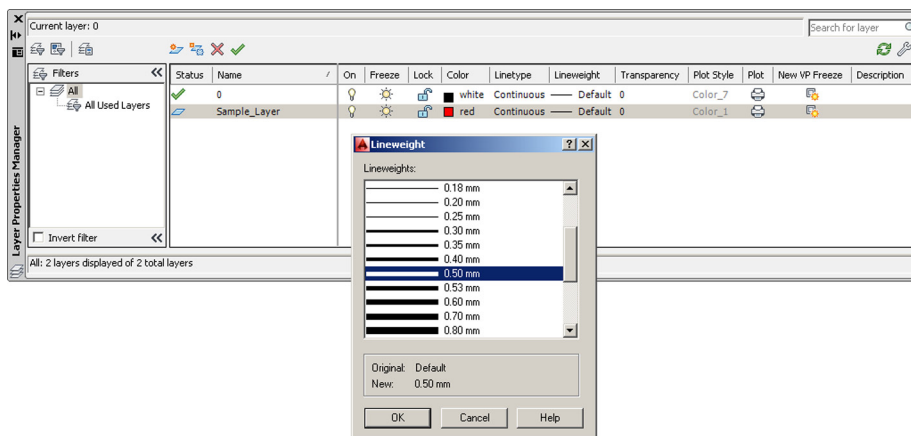 Current layer: 0
Search for layer
Filters
All
All Used Layers
Invert filter
Layer Properties Manager
Status Name On Freeze Lock Color Linetype Lineweight Transparency Plot Style Plot New VP Freeze Description
0 white Continuous Default 0 Color_7
Sample_Layer red Continuous Default 0 Color_1
All: 2 layers displayed of 2 total layers
Lineweight
Lineweights:
0.18 mm
0.20 mm
0.25 mm
0.30 mm
0.35 mm
0.40 mm
0.50 mm
0.53 mm
0.60 mm
0.70 mm
0.80 mm
Original: Default
New: 0.50 mm
OK Cancel Help